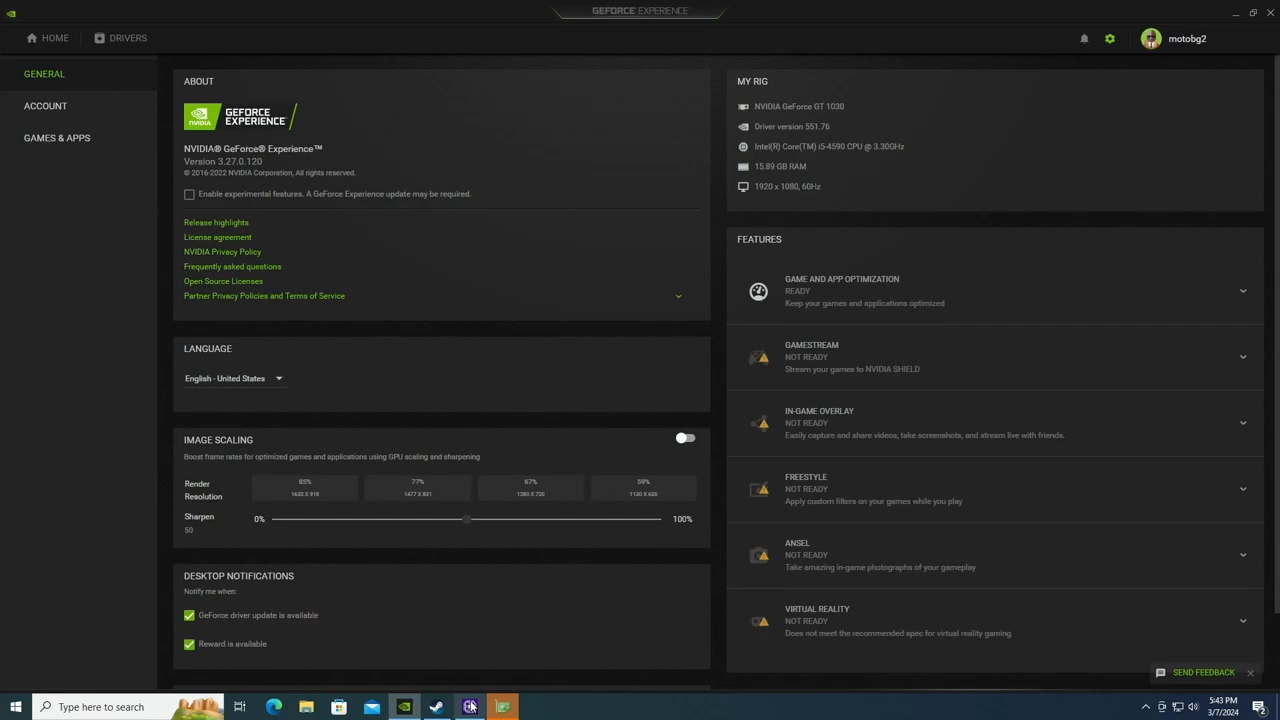 GEFORCE EXPERIENCE
HOME
DRIVERS
motobg2
GENERAL
ACCOUNT
GAMES & APPS
ABOUT
NVIDIA
GEFORCE
EXPERIENCE
NVIDIA® GeForce® Experience™
Version 3.27.0.120
© 2016-2022 NVIDIA Corporation, All rights reserved.
Enable experimental features. A GeForce Experience update may be required.
Release highlights
License agreement
NVIDIA Privacy Policy
Frequently asked questions
Open Source Licenses
Partner Privacy Policies and Terms of Service
LANGUAGE
English - United States
IMAGE SCALING
Boost frame rates for optimized games and applications using GPU scaling and sharpening
Render
Resolution
85%
1632 X 918
77%
1477 X 831
67%
1280 X 720
59%
1130 X 635
Sharpen
50
0%
100%
DESKTOP NOTIFICATIONS
Notify me when:
GeForce driver update is available
Reward is available
MY RIG
NVIDIA GeForce GT 1030
Driver version 551.76
Intel(R) Core(TM) i5-4590 CPU @ 3.30GHz
15.89 GB RAM
1920 x 1080, 60Hz
FEATURES
GAME AND APP OPTIMIZATION
READY
Keep your games and applications optimized
GAMESTREAM
NOT READY
Stream your games to NVIDIA SHIELD
IN-GAME OVERLAY
NOT READY
Easily capture and share videos, take screenshots, and stream live with friends.
FREESTYLE
NOT READY
Apply custom filters on your games while you play
ANSEL
NOT READY
Take amazing in-game photographs of your gameplay
VIRTUAL REALITY
NOT READY
Does not meet the recommended spec for virtual reality gaming
SEND FEEDBACK
Type here to search
5:43 PM
3/7/2024
2